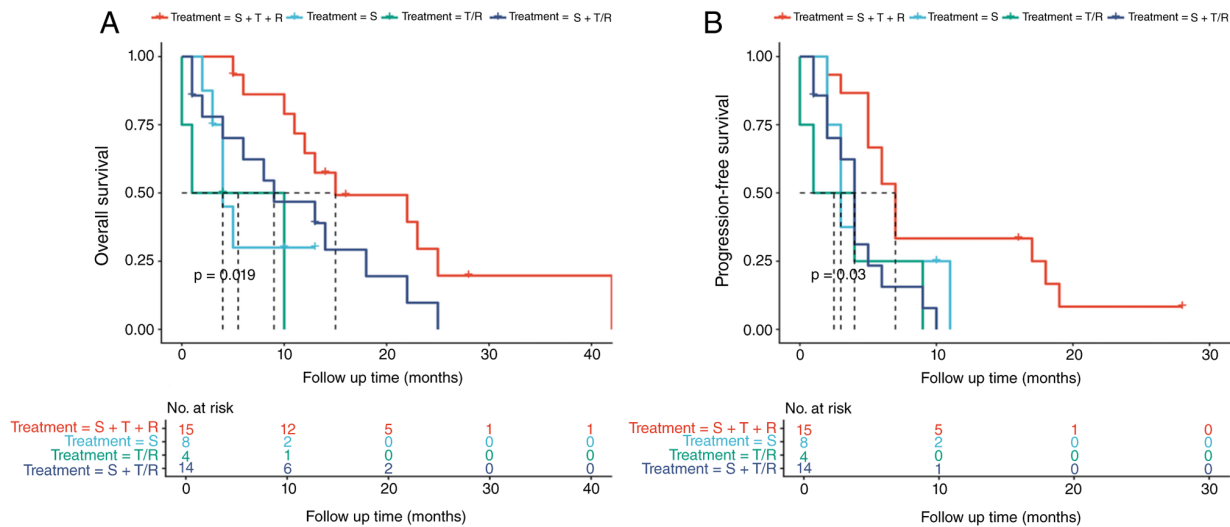 Treatment = S + T + R Treatment = S Treatment = T/R Treatment = S + T/R
A
1.00
0.75
0.50
0.25
0.00
Overall survival
p = 0.019
0 10 20 30 40
Follow up time (months)
No. at risk
Treatment = S + T + R 15 12 5 1 1
Treatment = S 8 2 0 0 0
Treatment = T/R 4 1 0 0 0
Treatment = S + T/R 14 6 2 0 0
0 10 20 30 40
Follow up time (months)
Treatment = S + T + R Treatment = S Treatment = T/R Treatment = S + T/R
B
1.00
0.75
0.50
0.25
0.00
Progression-free survival
p = 0.03
0 10 20 30
Follow up time (months)
No. at risk
Treatment = S + T + R 15 5 1 0
Treatment = S 8 2 0 0
Treatment = T/R 4 0 0 0
Treatment = S + T/R 14 1 0 0
0 10 20 30
Follow up time (months)